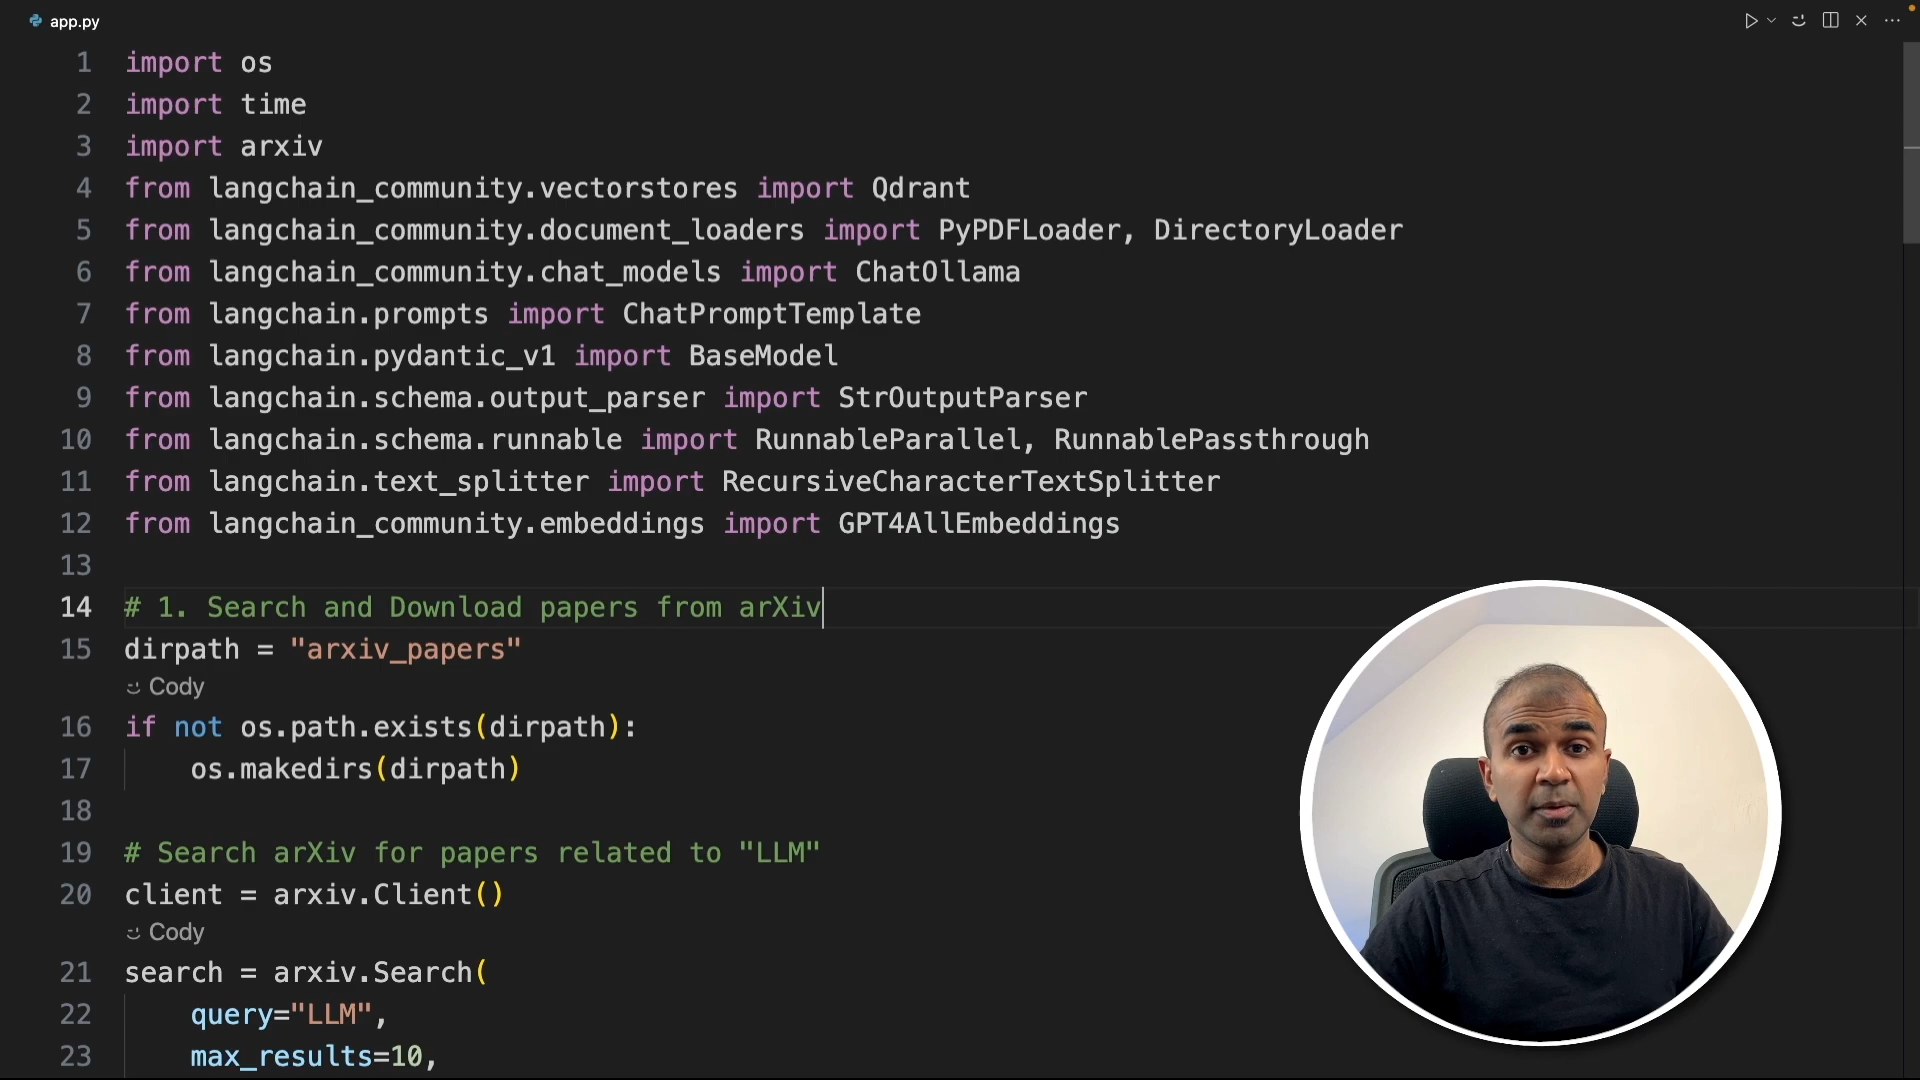 app.py
1 import os
2 import time
3 import arxiv
4 from langchain_community.vectorstores import Qdrant
5 from langchain_community.document_loaders import PyPDFLoader, DirectoryLoader
6 from langchain_community.chat_models import ChatOllama
7 from langchain.prompts import ChatPromptTemplate
8 from langchain.pydantic_v1 import BaseModel
9 from langchain.schema.output_parser import StrOutputParser
10 from langchain.schema.runnable import RunnableParallel, RunnablePassthrough
11 from langchain.text_splitter import RecursiveCharacterTextSplitter
12 from langchain_community.embeddings import GPT4AllEmbeddings
13
14 # 1. Search and Download papers from arXiv
15 dirpath = "arxiv_papers"
Cody
16 if not os.path.exists(dirpath):
17     os.makedirs(dirpath)
18
19 # Search arXiv for papers related to "LLM"
20 client = arxiv.Client()
Cody
21 search = arxiv.Search(
22     query="LLM",
23     max_results=10,